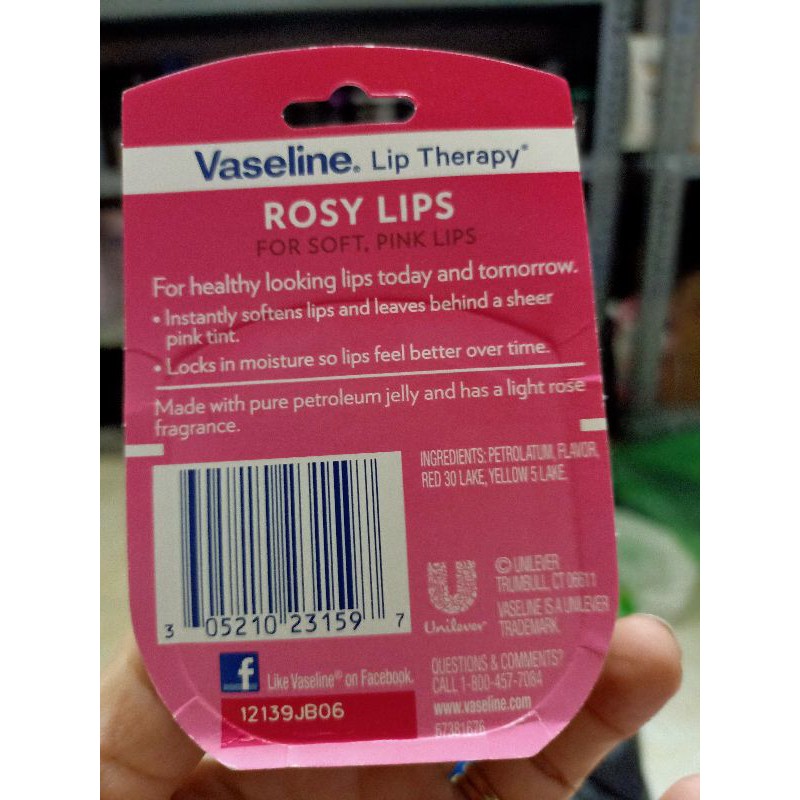 Vaseline® Lip Therapy®
ROSY LIPS
FOR SOFT, PINK LIPS
For healthy looking lips today and tomorrow.
• Instantly softens lips and leaves behind a sheer
pink tint.
• Locks in moisture so lips feel better over time.
Made with pure petroleum jelly and has a light rose
fragrance.
INGREDIENTS: PETROLATUM, FLAVOR,
RED 30 LAKE, YELLOW 5 LAKE.
3 05210 23159 7
Unilever
© UNILEVER
TRUMBULL, CT 06611
VASELINE IS A UNILEVER
TRADEMARK.
f Like Vaseline® on Facebook.
12139JB06
QUESTIONS & COMMENTS?
CALL 1-800-457-7084
www.vaseline.com
67381676